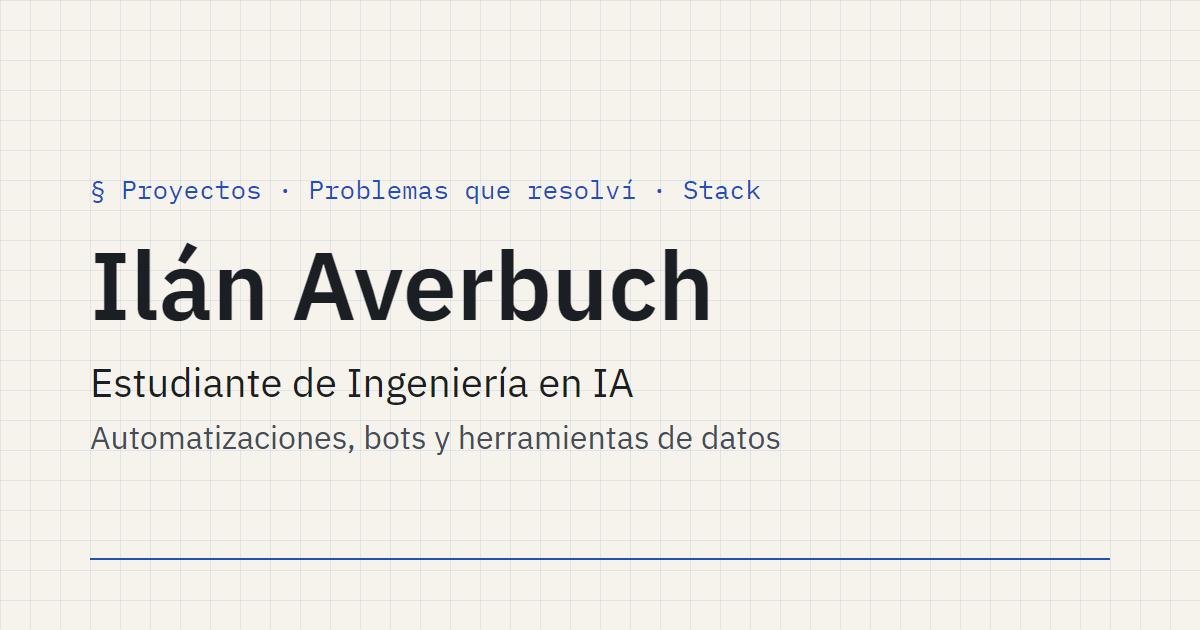 § Proyectos · Problemas que resolví · Stack
Ilán Averbuch
Estudiante de Ingeniería en IA
Automatizaciones, bots y herramientas de datos